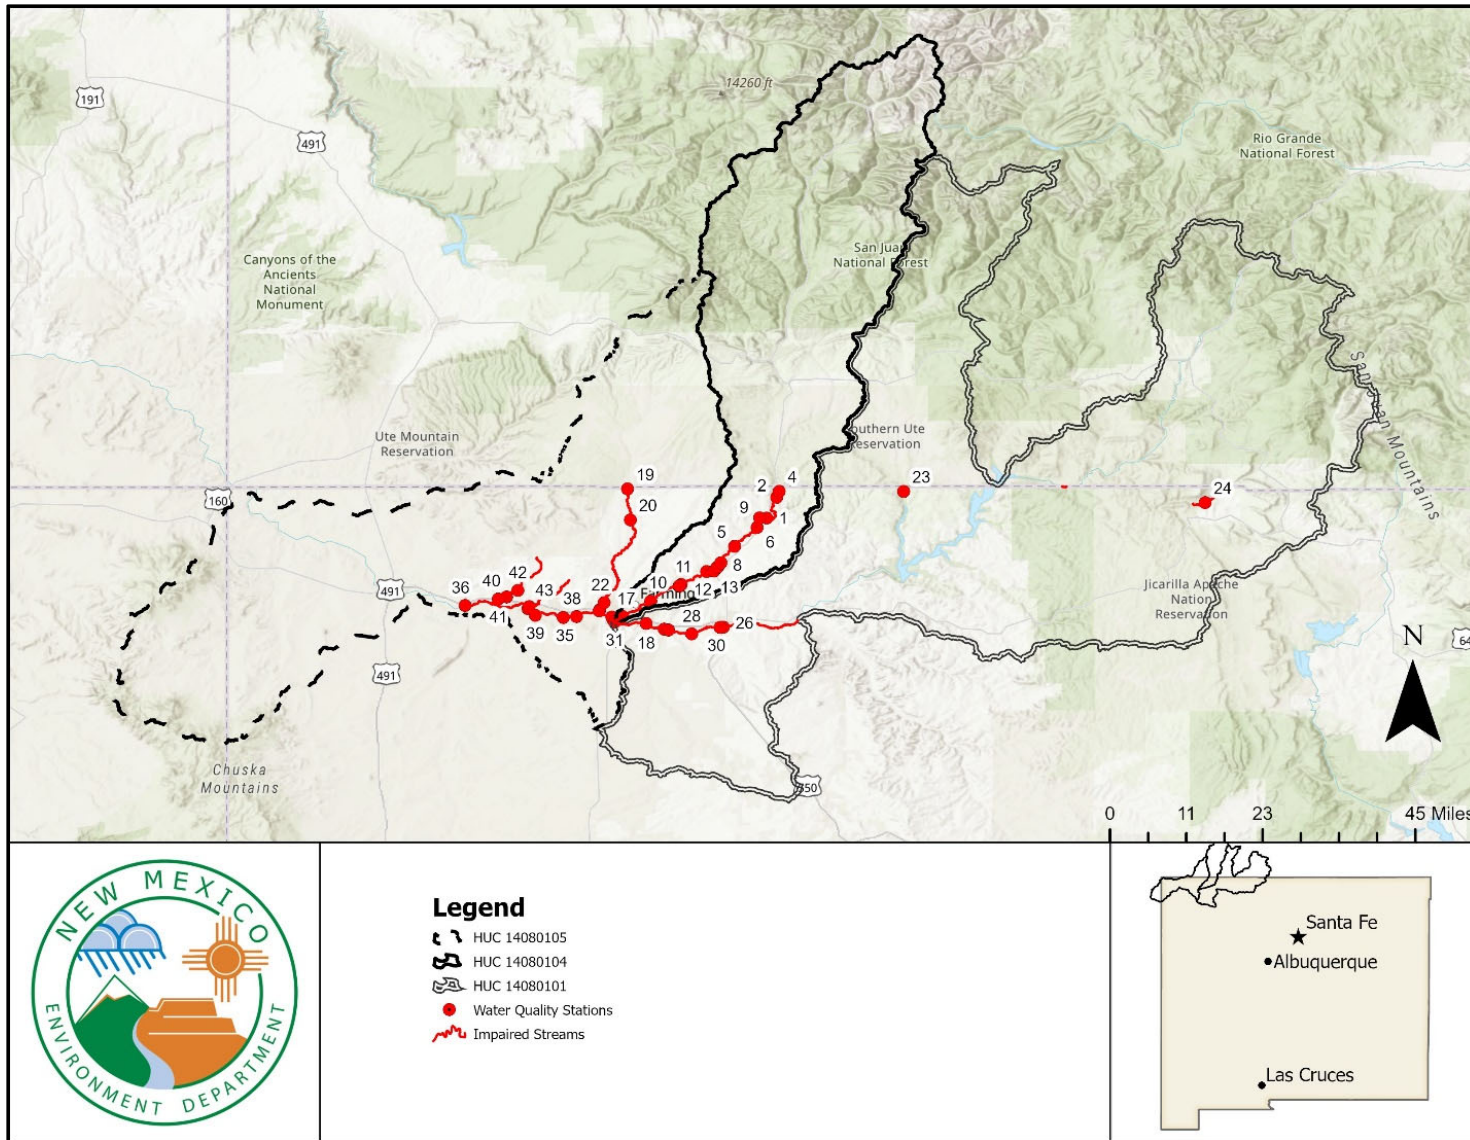 14260 ft
191
491
Rio Grande
National Forest
San Juan
National Forest
Canyons of the
Ancients
National
Monument
San Juan Mountains
Ute Mountain
Reservation
Southern Ute
Reservation
160
19
20
2
4
23
24
9
1
5
6
8
11
10
12
13
Farming
36
40
42
41
43
39
38
35
22
17
31
18
28
30
26
491
491
Jicarilla Apache
Nation
Reservation
64
N
Chuska
Mountains
550
0 11 23 45 Miles
NEW MEXICO
ENVIRONMENT DEPARTMENT
Legend
HUC 14080105
HUC 14080104
HUC 14080101
Water Quality Stations
Impaired Streams
Santa Fe
Albuquerque
Las Cruces